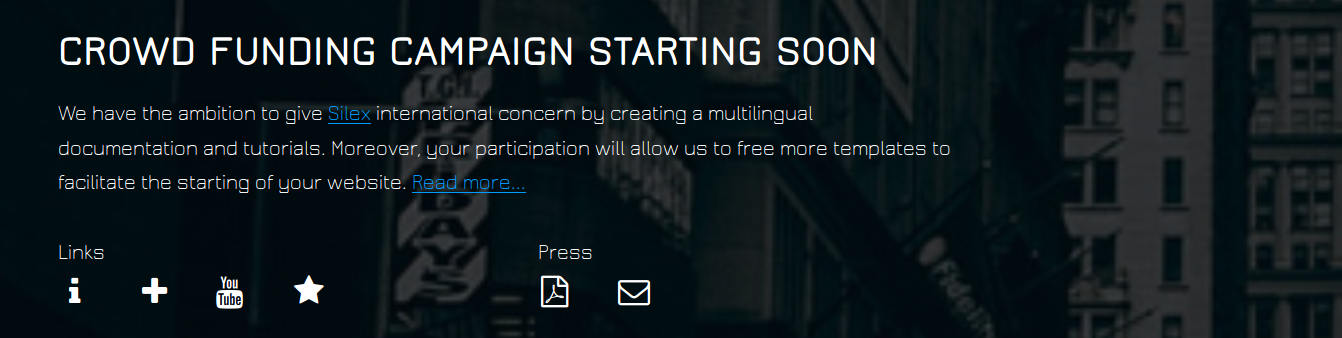 CROWD FUNDING CAMPAIGN STARTING SOON
We have the ambition to give Silex international concern by creating a multilingual
documentation and tutorials. Moreover, your participation will allow us to free more templates to
facilitate the starting of your website. Read more...
Links
Press
You
Tube
T.G.I.
FRIDAY'S
Fidelity